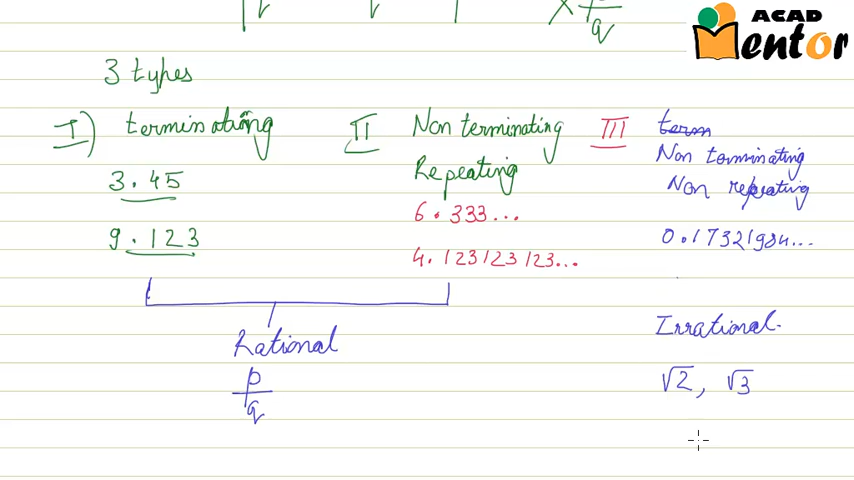 ACAD
Mentor
p
q
3 types
I) terminating
3.45
9.123
II Non terminating
Repeating
6.333...
4.123123123...
III term
Non terminating
Non repeating
0.17321984...
Rational
p
q
Irrational.
√2, √3